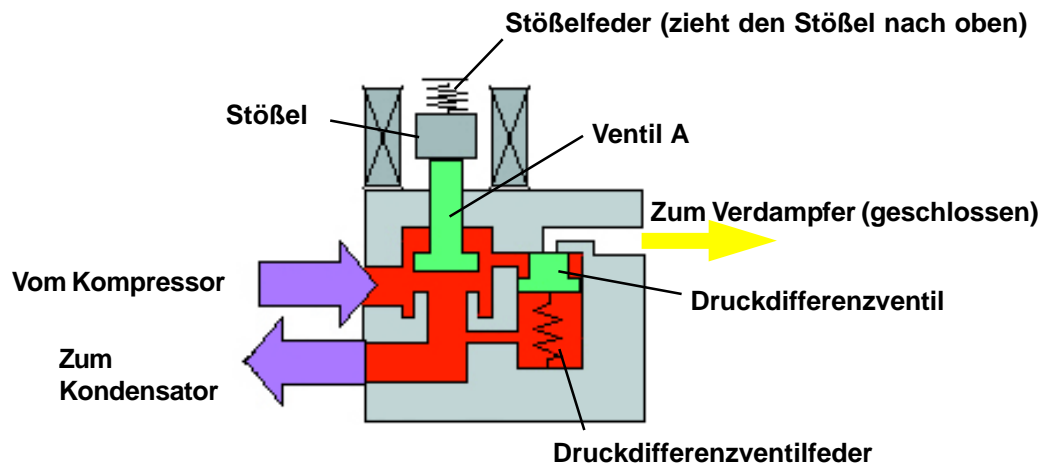 Stößelfeder (zieht den Stößel nach oben)
Stößel
Ventil A
Zum Verdampfer (geschlossen)
Vom Kompressor
Druckdifferenzventil
Zum
Kondensator
Druckdifferenzventilfeder